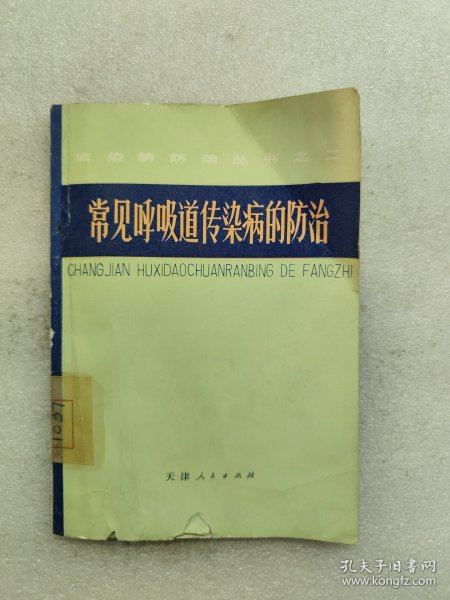 传染病防治丛书之二
常见呼吸道传染病的防治
CHANGJIAN HUXIDAOCHUANRANBING DE FANGZHI
1037
天津人民出版社
孔夫子旧书网
www.kongfz.com